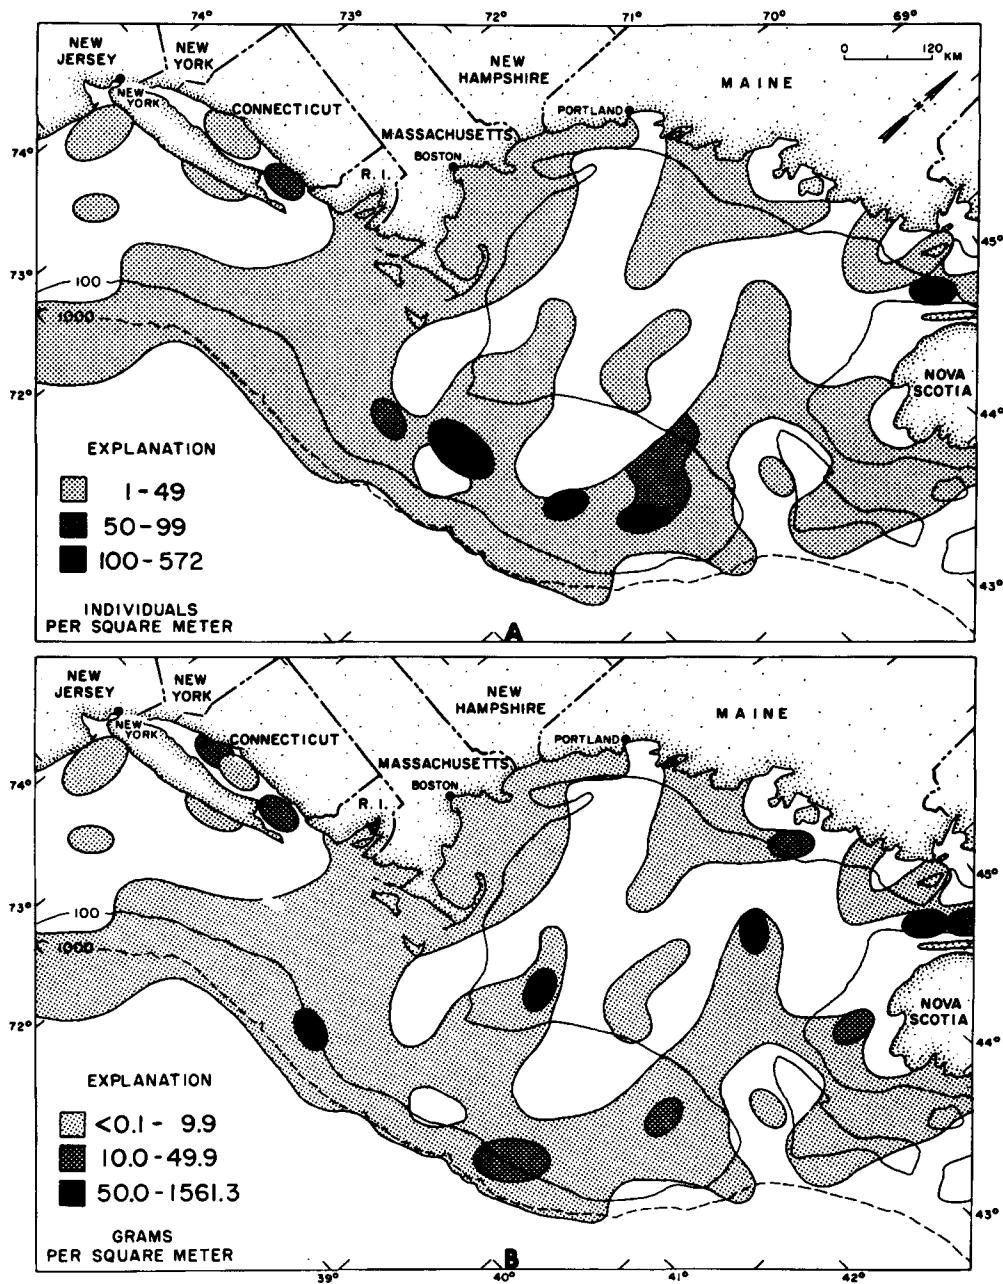 74°
73°
72°
71°
70°
69°
NEW
JERSEY
NEW
YORK
NEW
YORK
CONNECTICUT
MASSACHUSETTS
BOSTON
R. I.
NEW
HAMPSHIRE
PORTLAND
MAINE
0 120
KM
74°
73°
72°
45°
44°
43°
100
1000
NOVA
SCOTIA
EXPLANATION
1-49
50-99
100-572
INDIVIDUALS
PER SQUARE METER
A
NEW
JERSEY
NEW
YORK
NEW
YORK
CONNECTICUT
MASSACHUSETTS
BOSTON
R. I.
NEW
HAMPSHIRE
PORTLAND
MAINE
74°
73°
72°
45°
44°
43°
100
1000
NOVA
SCOTIA
EXPLANATION
<0.1- 9.9
10.0-49.9
50.0-1561.3
GRAMS
PER SQUARE METER
B
39°
40°
41°
42°